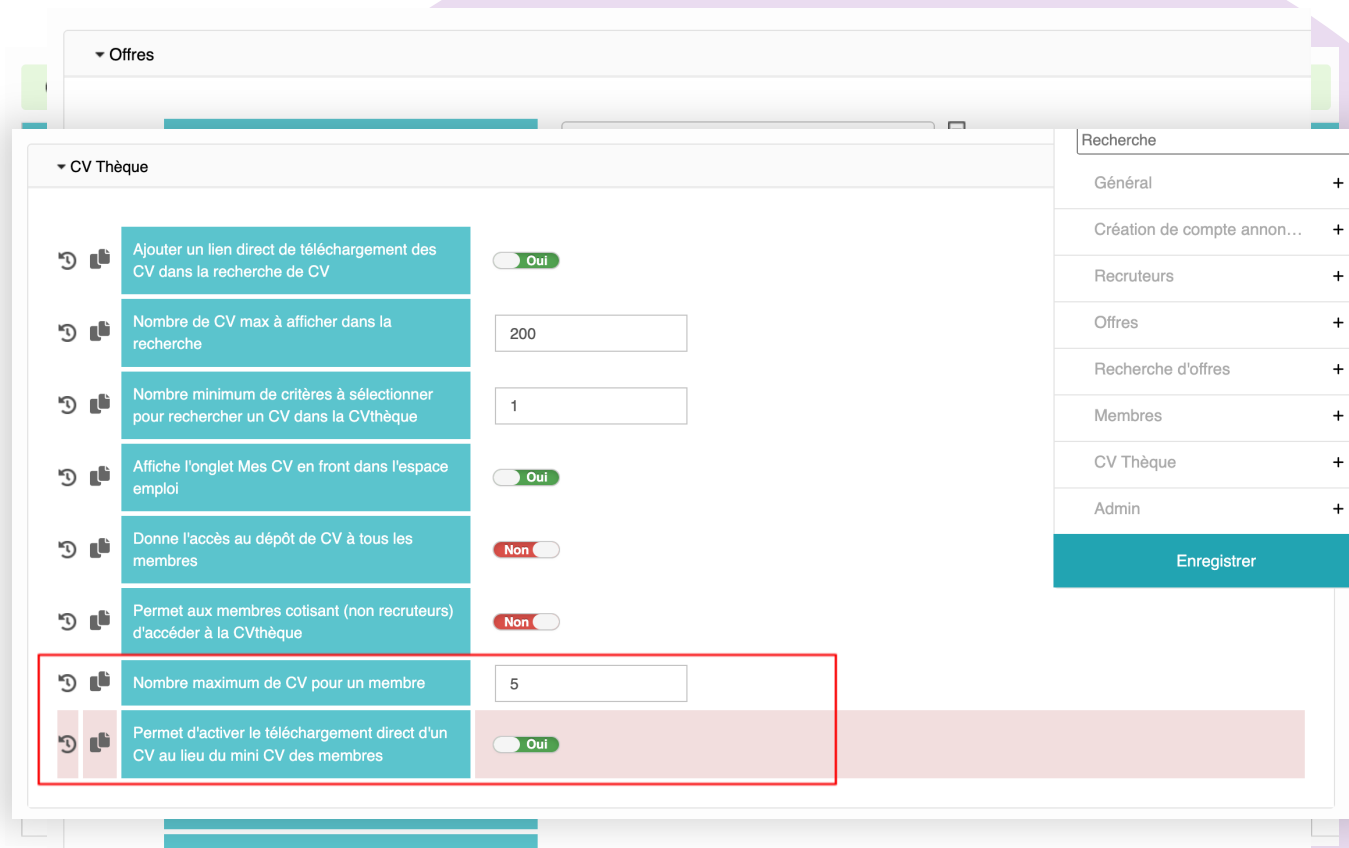 Offres
CV Thèque
Ajouter un lien direct de téléchargement des
CV dans la recherche de CV
Oui
Nombre de CV max à afficher dans la
recherche
200
Nombre minimum de critères à sélectionner
pour rechercher un CV dans la CVthèque
1
Affiche l'onglet Mes CV en front dans l'espace
emploi
Oui
Donne l'accès au dépôt de CV à tous les
membres
Non
Permet aux membres cotisant (non recruteurs)
d'accéder à la CVthèque
Non
Nombre maximum de CV pour un membre
5
Permet d'activer le téléchargement direct d'un
CV au lieu du mini CV des membres
Oui
Recherche
Général +
Création de compte annon... +
Recruteurs +
Offres +
Recherche d'offres +
Membres +
CV Thèque +
Admin +
Enregistrer